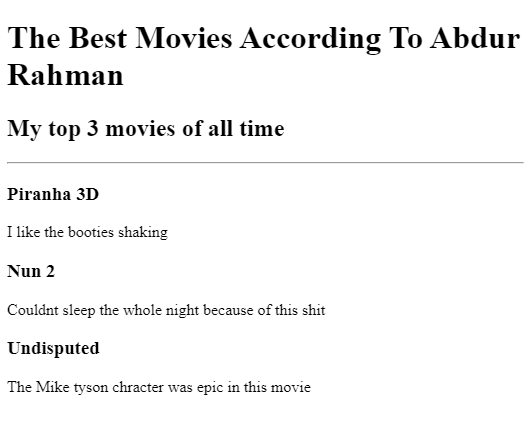 The Best Movies According To Abdur
Rahman
My top 3 movies of all time
Piranha 3D
I like the booties shaking
Nun 2
Couldnt sleep the whole night because of this shit
Undisputed
The Mike tyson chracter was epic in this movie